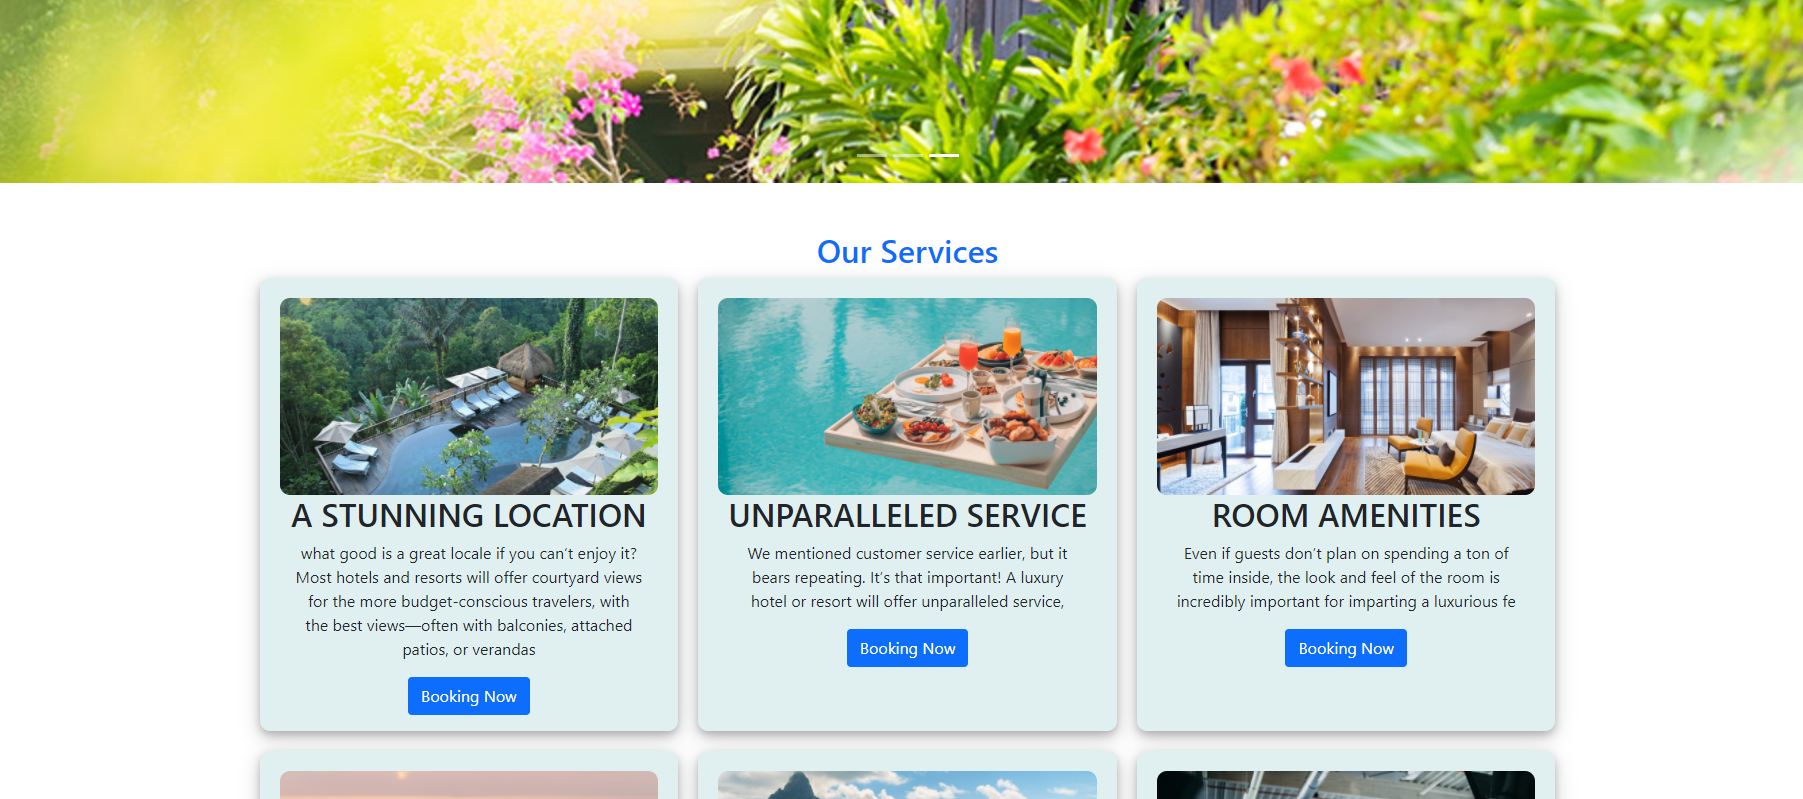 Our Services
A STUNNING LOCATION
what good is a great locale if you can’t enjoy it?
Most hotels and resorts will offer courtyard views
for the more budget-conscious travelers, with
the best views—often with balconies, attached
patios, or verandas
Booking Now
UNPARALLELED SERVICE
We mentioned customer service earlier, but it
bears repeating. It’s that important! A luxury
hotel or resort will offer unparalleled service,
Booking Now
ROOM AMENITIES
Even if guests don’t plan on spending a ton of
time inside, the look and feel of the room is
incredibly important for imparting a luxurious fe
Booking Now